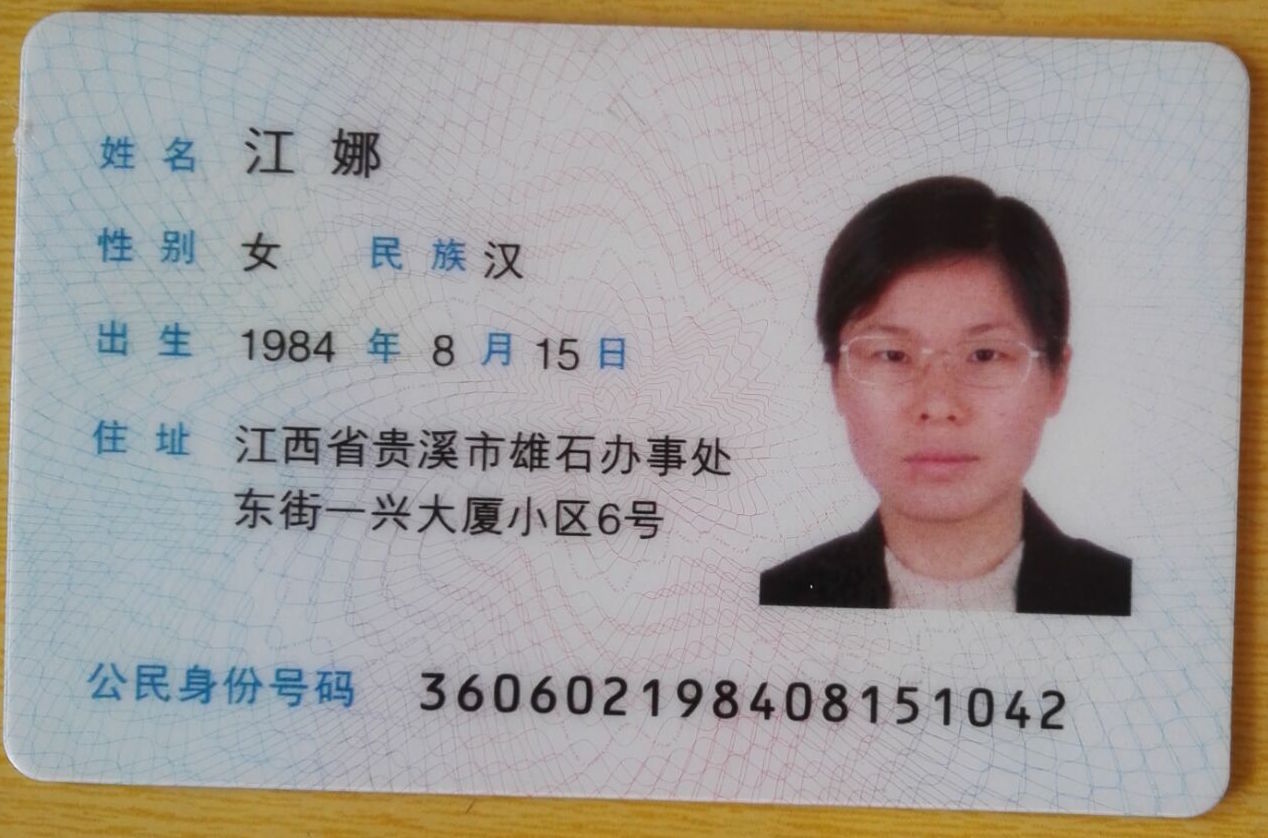 姓名 江娜
性别 女 民族 汉
出生 1984 年 8 月 15 日
住址 江西省贵溪市雄石办事处
东街一兴大厦小区6号
公民身份号码 360602198408151042